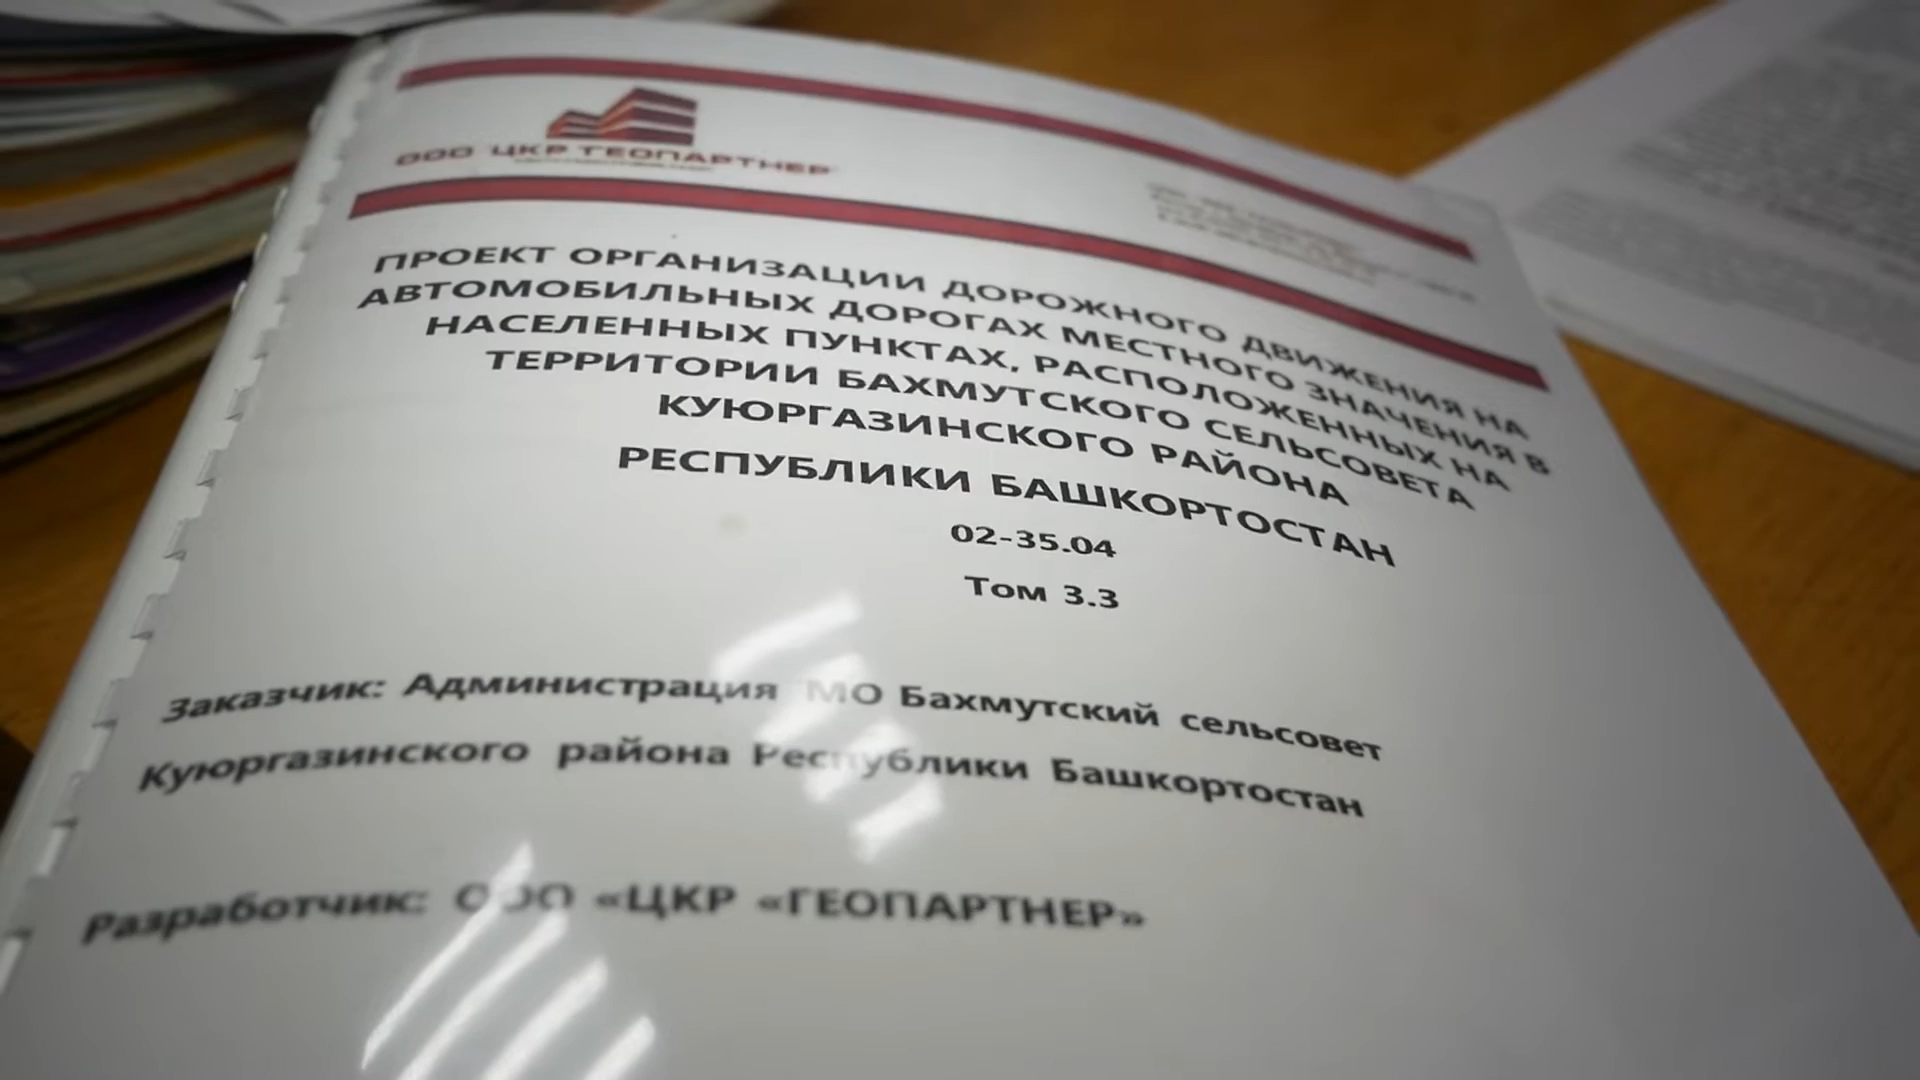 ООО "ЦКР ГЕОПАРТНЕР"
ПРОЕКТ ОРГАНИЗАЦИИ ДОРОЖНОГО ДВИЖЕНИЯ НА
АВТОМОБИЛЬНЫХ ДОРОГАХ МЕСТНОГО ЗНАЧЕНИЯ В
НАСЕЛЕННЫХ ПУНКТАХ, РАСПОЛОЖЕННЫХ НА
ТЕРРИТОРИИ БАХМУТСКОГО СЕЛЬСОВЕТА
КУЮРГАЗИНСКОГО РАЙОНА
РЕСПУБЛИКИ БАШКОРТОСТАН
02-35.04
Том 3.3
Заказчик: Администрация МО Бахмутский сельсовет
Куюргазинского района Республики Башкортостан
Разработчик: ООО «ЦКР «ГЕОПАРТНЕР»